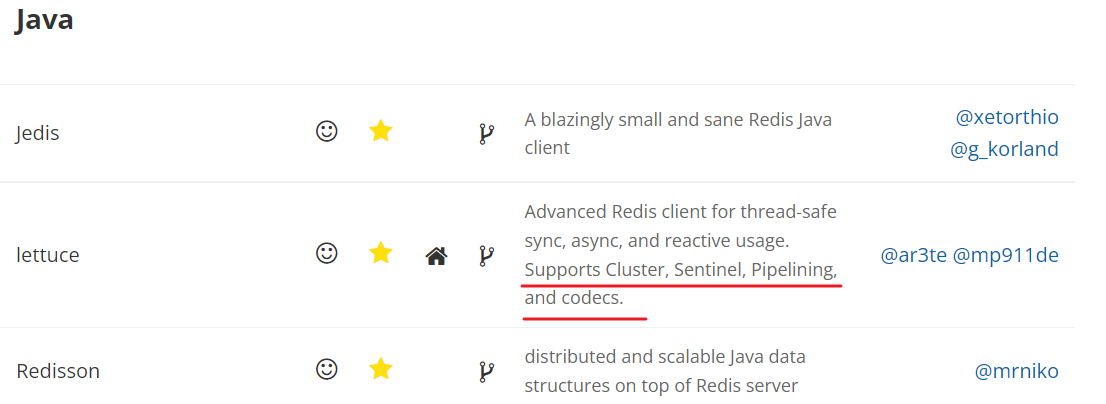 Java
Jedis
A blazingly small and sane Redis Java
client
@xetorthio
@g_korland
lettuce
Advanced Redis client for thread-safe
sync, async, and reactive usage.
Supports Cluster, Sentinel, Pipelining,
and codecs.
@ar3te @mp911de
Redisson
distributed and scalable Java data
structures on top of Redis server
@mrniko